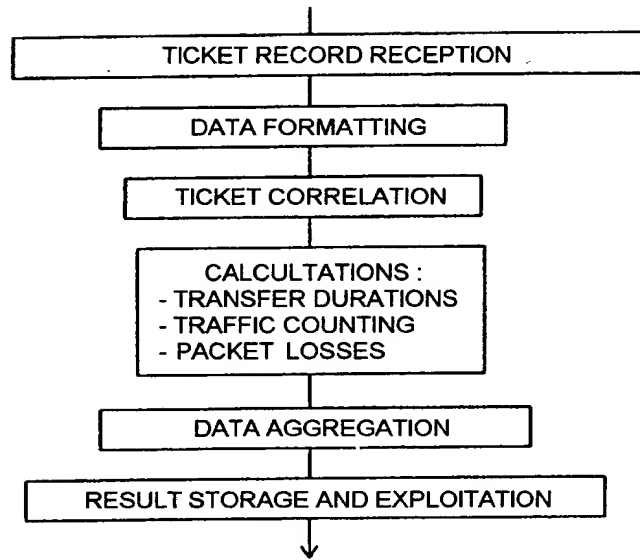 TICKET RECORD RECEPTION
DATA FORMATTING
TICKET CORRELATION
CALCULTATIONS :
- TRANSFER DURATIONS
- TRAFFIC COUNTING
- PACKET LOSSES
DATA AGGREGATION
RESULT STORAGE AND EXPLOITATION